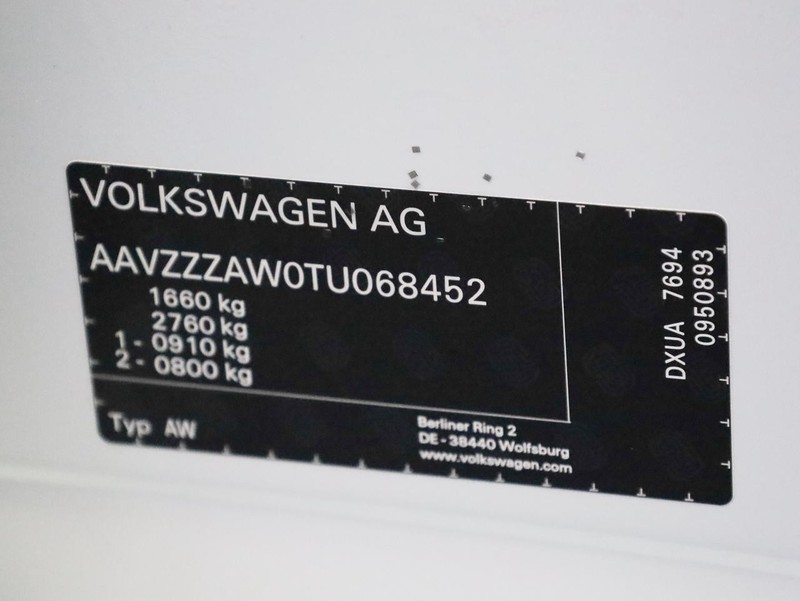 VOLKSWAGEN AG
AAVZZZAW0TU068452
1660 kg
2760 kg
1 - 0910 kg
2 - 0800 kg
Typ AW
Berliner Ring 2
DE - 38440 Wolfsburg
www.volkswagen.com
DXUA 7694
0950893